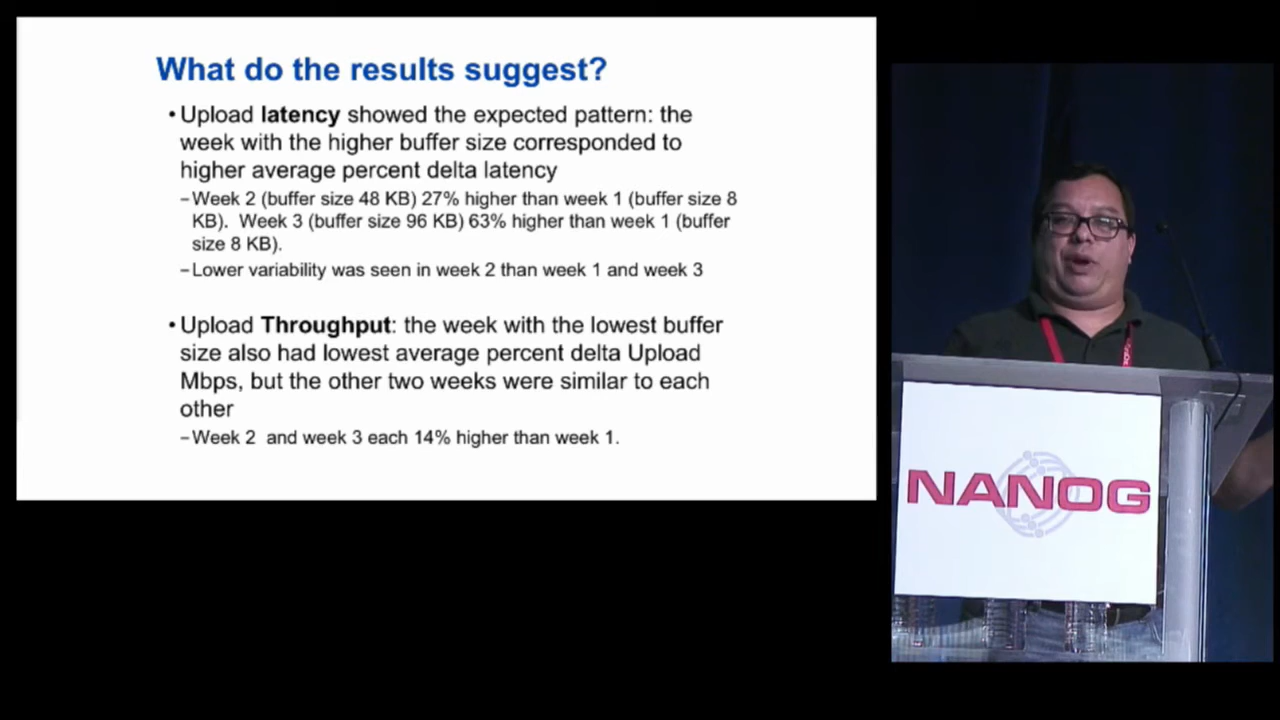 What do the results suggest?
• Upload latency showed the expected pattern: the
week with the higher buffer size corresponded to
higher average percent delta latency
–Week 2 (buffer size 48 KB) 27% higher than week 1 (buffer size 8
KB).  Week 3 (buffer size 96 KB) 63% higher than week 1 (buffer
size 8 KB).
–Lower variability was seen in week 2 than week 1 and week 3
• Upload Throughput: the week with the lowest buffer
size also had lowest average percent delta Upload
Mbps, but the other two weeks were similar to each
other
–Week 2  and week 3 each 14% higher than week 1.
NANOG